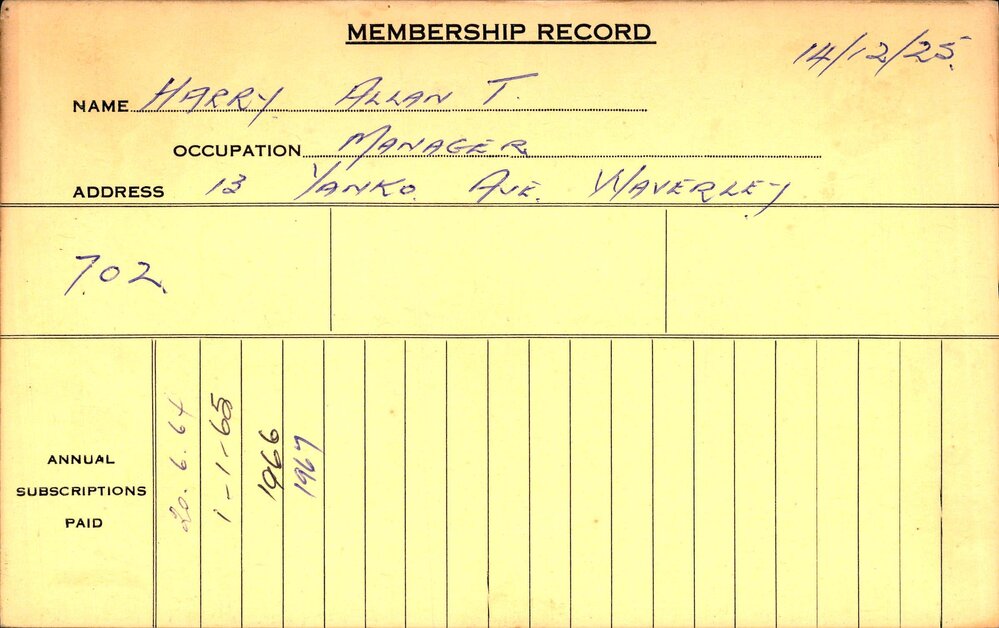 MEMBERSHIP RECORD
14/12/25.
NAME HARRY ALLAN T.
OCCUPATION MANAGER
ADDRESS 13 YANKO. AVE. WAVERLEY
702.
ANNUAL SUBSCRIPTIONS PAID
20.6.64
1-1-65
1966
1967